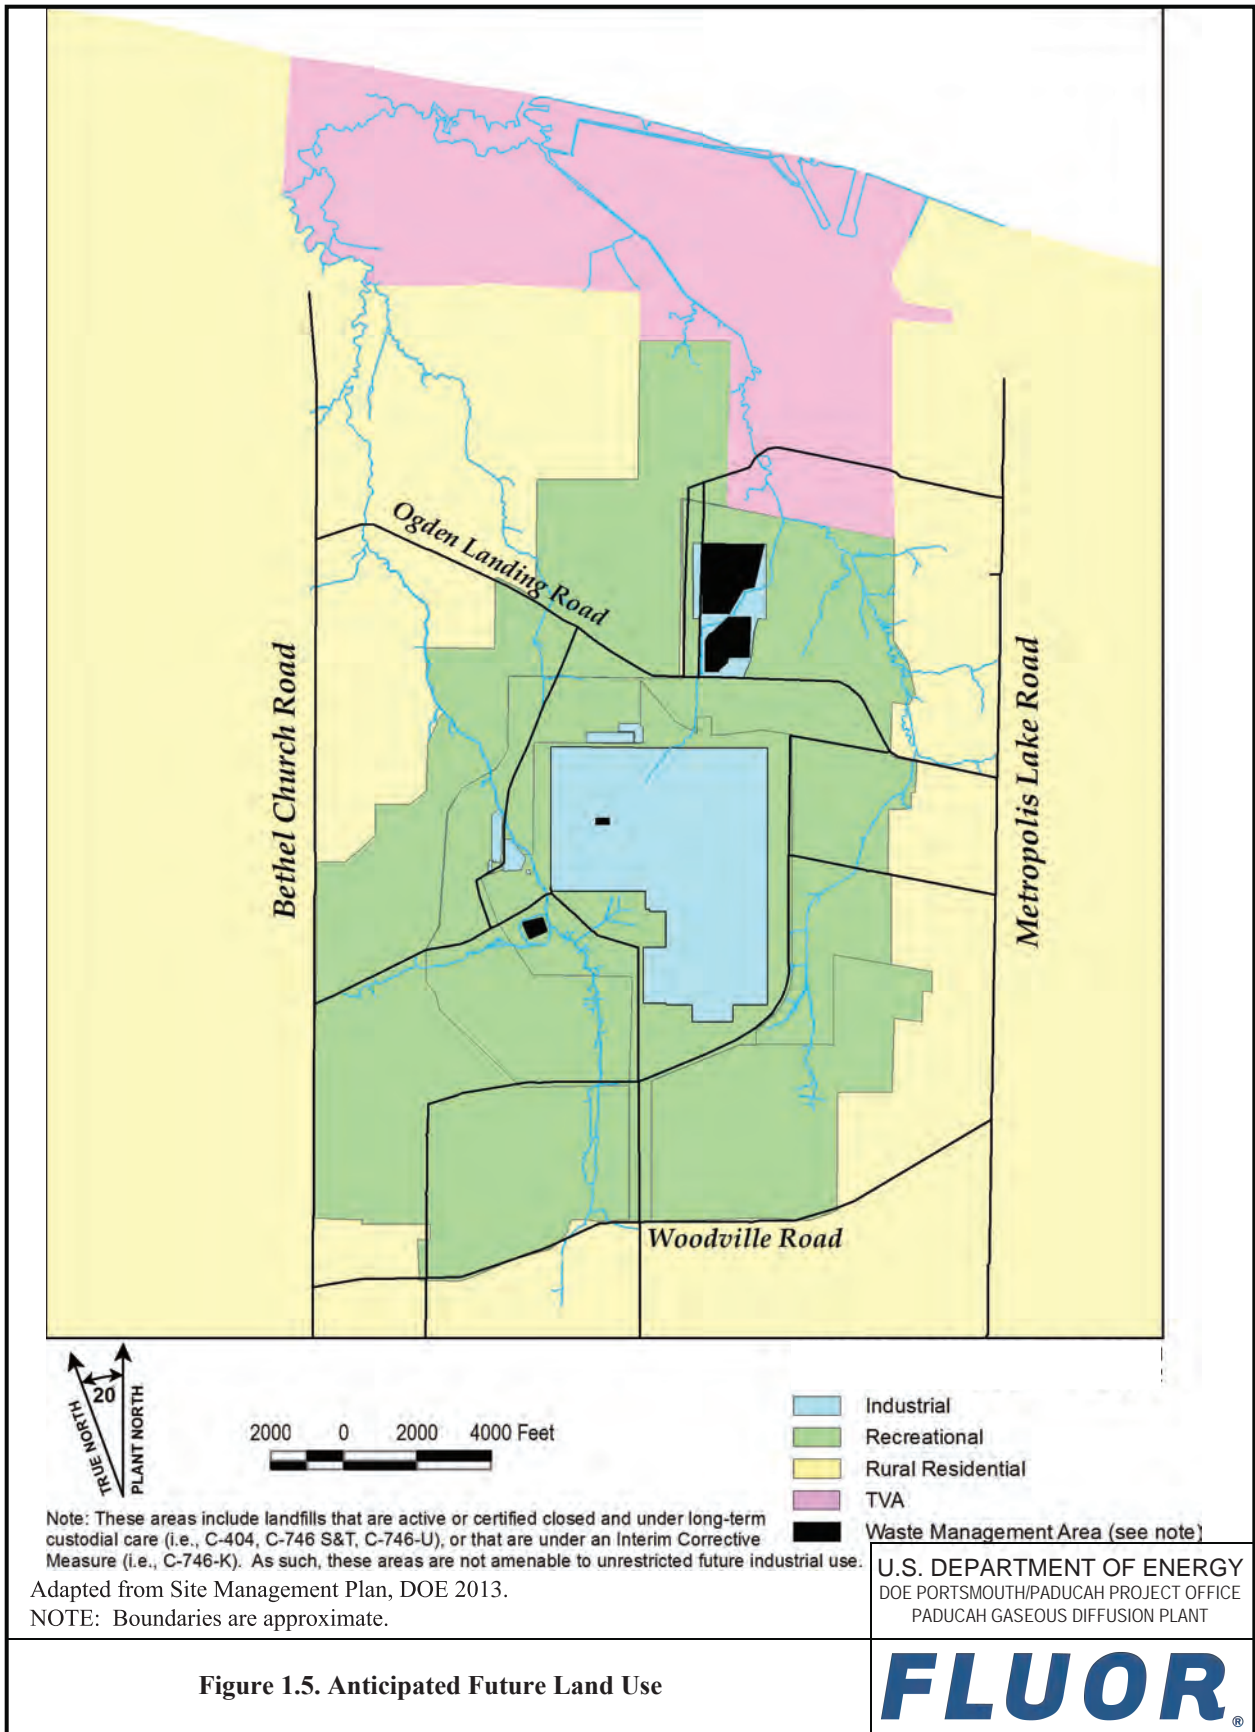 Ogden Landing Road
Bethel Church Road
Metropolis Lake Road
Woodville Road
20
TRUE NORTH
PLANT NORTH
2000 0 2000 4000 Feet
Industrial
Recreational
Rural Residential
TVA
Waste Management Area (see note)
Note: These areas include landfills that are active or certified closed and under long-term
custodial care (i.e., C-404, C-746 S&T, C-746-U), or that are under an Interim Corrective
Measure (i.e., C-746-K). As such, these areas are not amenable to unrestricted future industrial use.
Adapted from Site Management Plan, DOE 2013.
NOTE: Boundaries are approximate.
U.S. DEPARTMENT OF ENERGY
DOE PORTSMOUTH/PADUCAH PROJECT OFFICE
PADUCAH GASEOUS DIFFUSION PLANT
Figure 1.5. Anticipated Future Land Use
FLUOR®